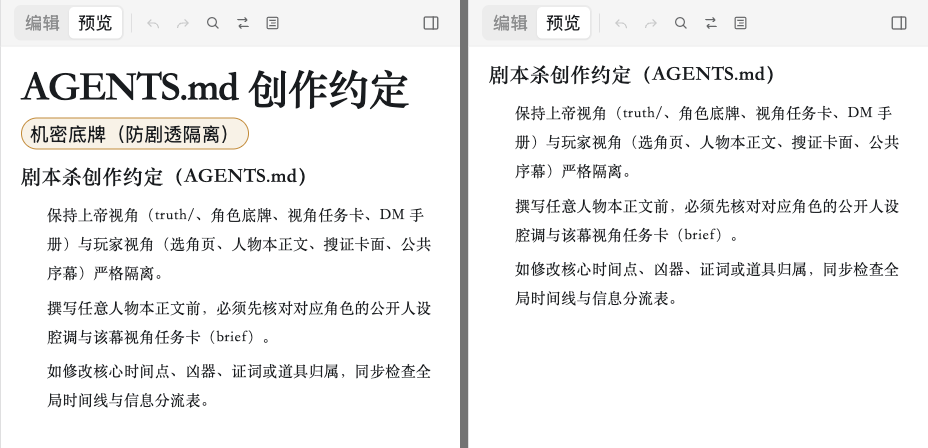 编辑 预览
AGENTS.md 创作约定
机密底牌（防剧透隔离）
剧本杀创作约定（AGENTS.md）
保持上帝视角（truth/、角色底牌、视角任务卡、DM 手
册）与玩家视角（选角页、人物本正文、搜证卡面、公共
序幕）严格隔离。
撰写任意人物本正文前，必须先核对对应角色的公开人设
腔调与该幕视角任务卡（brief）。
如修改核心时间点、凶器、证词或道具归属，同步检查全
局时间线与信息分流表。
编辑 预览
剧本杀创作约定（AGENTS.md）
保持上帝视角（truth/、角色底牌、视角任务卡、DM 手
册）与玩家视角（选角页、人物本正文、搜证卡面、公共
序幕）严格隔离。
撰写任意人物本正文前，必须先核对对应角色的公开人设
腔调与该幕视角任务卡（brief）。
如修改核心时间点、凶器、证词或道具归属，同步检查全
局时间线与信息分流表。